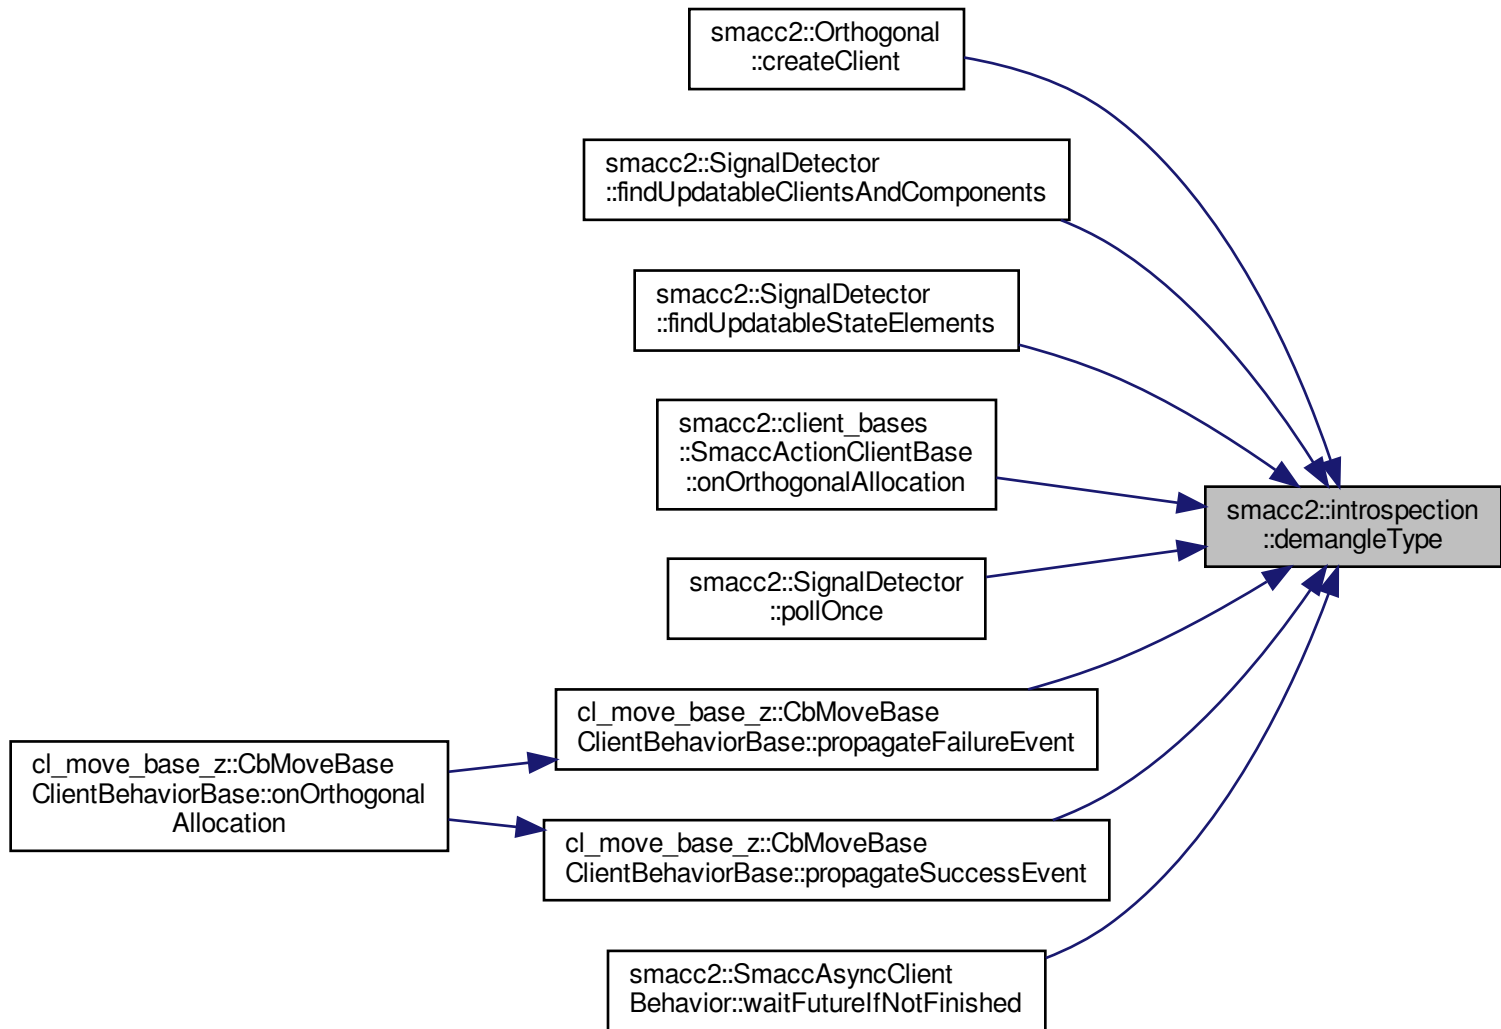 smacc2::Orthogonal
::createClient
smacc2::SignalDetector
::findUpdatableClientsAndComponents
smacc2::SignalDetector
::findUpdatableStateElements
smacc2::client_bases
::SmaccActionClientBase
::onOrthogonalAllocation
smacc2::introspection
::demangleType
smacc2::SignalDetector
::pollOnce
cl_move_base_z::CbMoveBase
ClientBehaviorBase::propagateFailureEvent
cl_move_base_z::CbMoveBase
ClientBehaviorBase::onOrthogonal
Allocation
cl_move_base_z::CbMoveBase
ClientBehaviorBase::propagateSuccessEvent
smacc2::SmaccAsyncClient
Behavior::waitFutureIfNotFinished